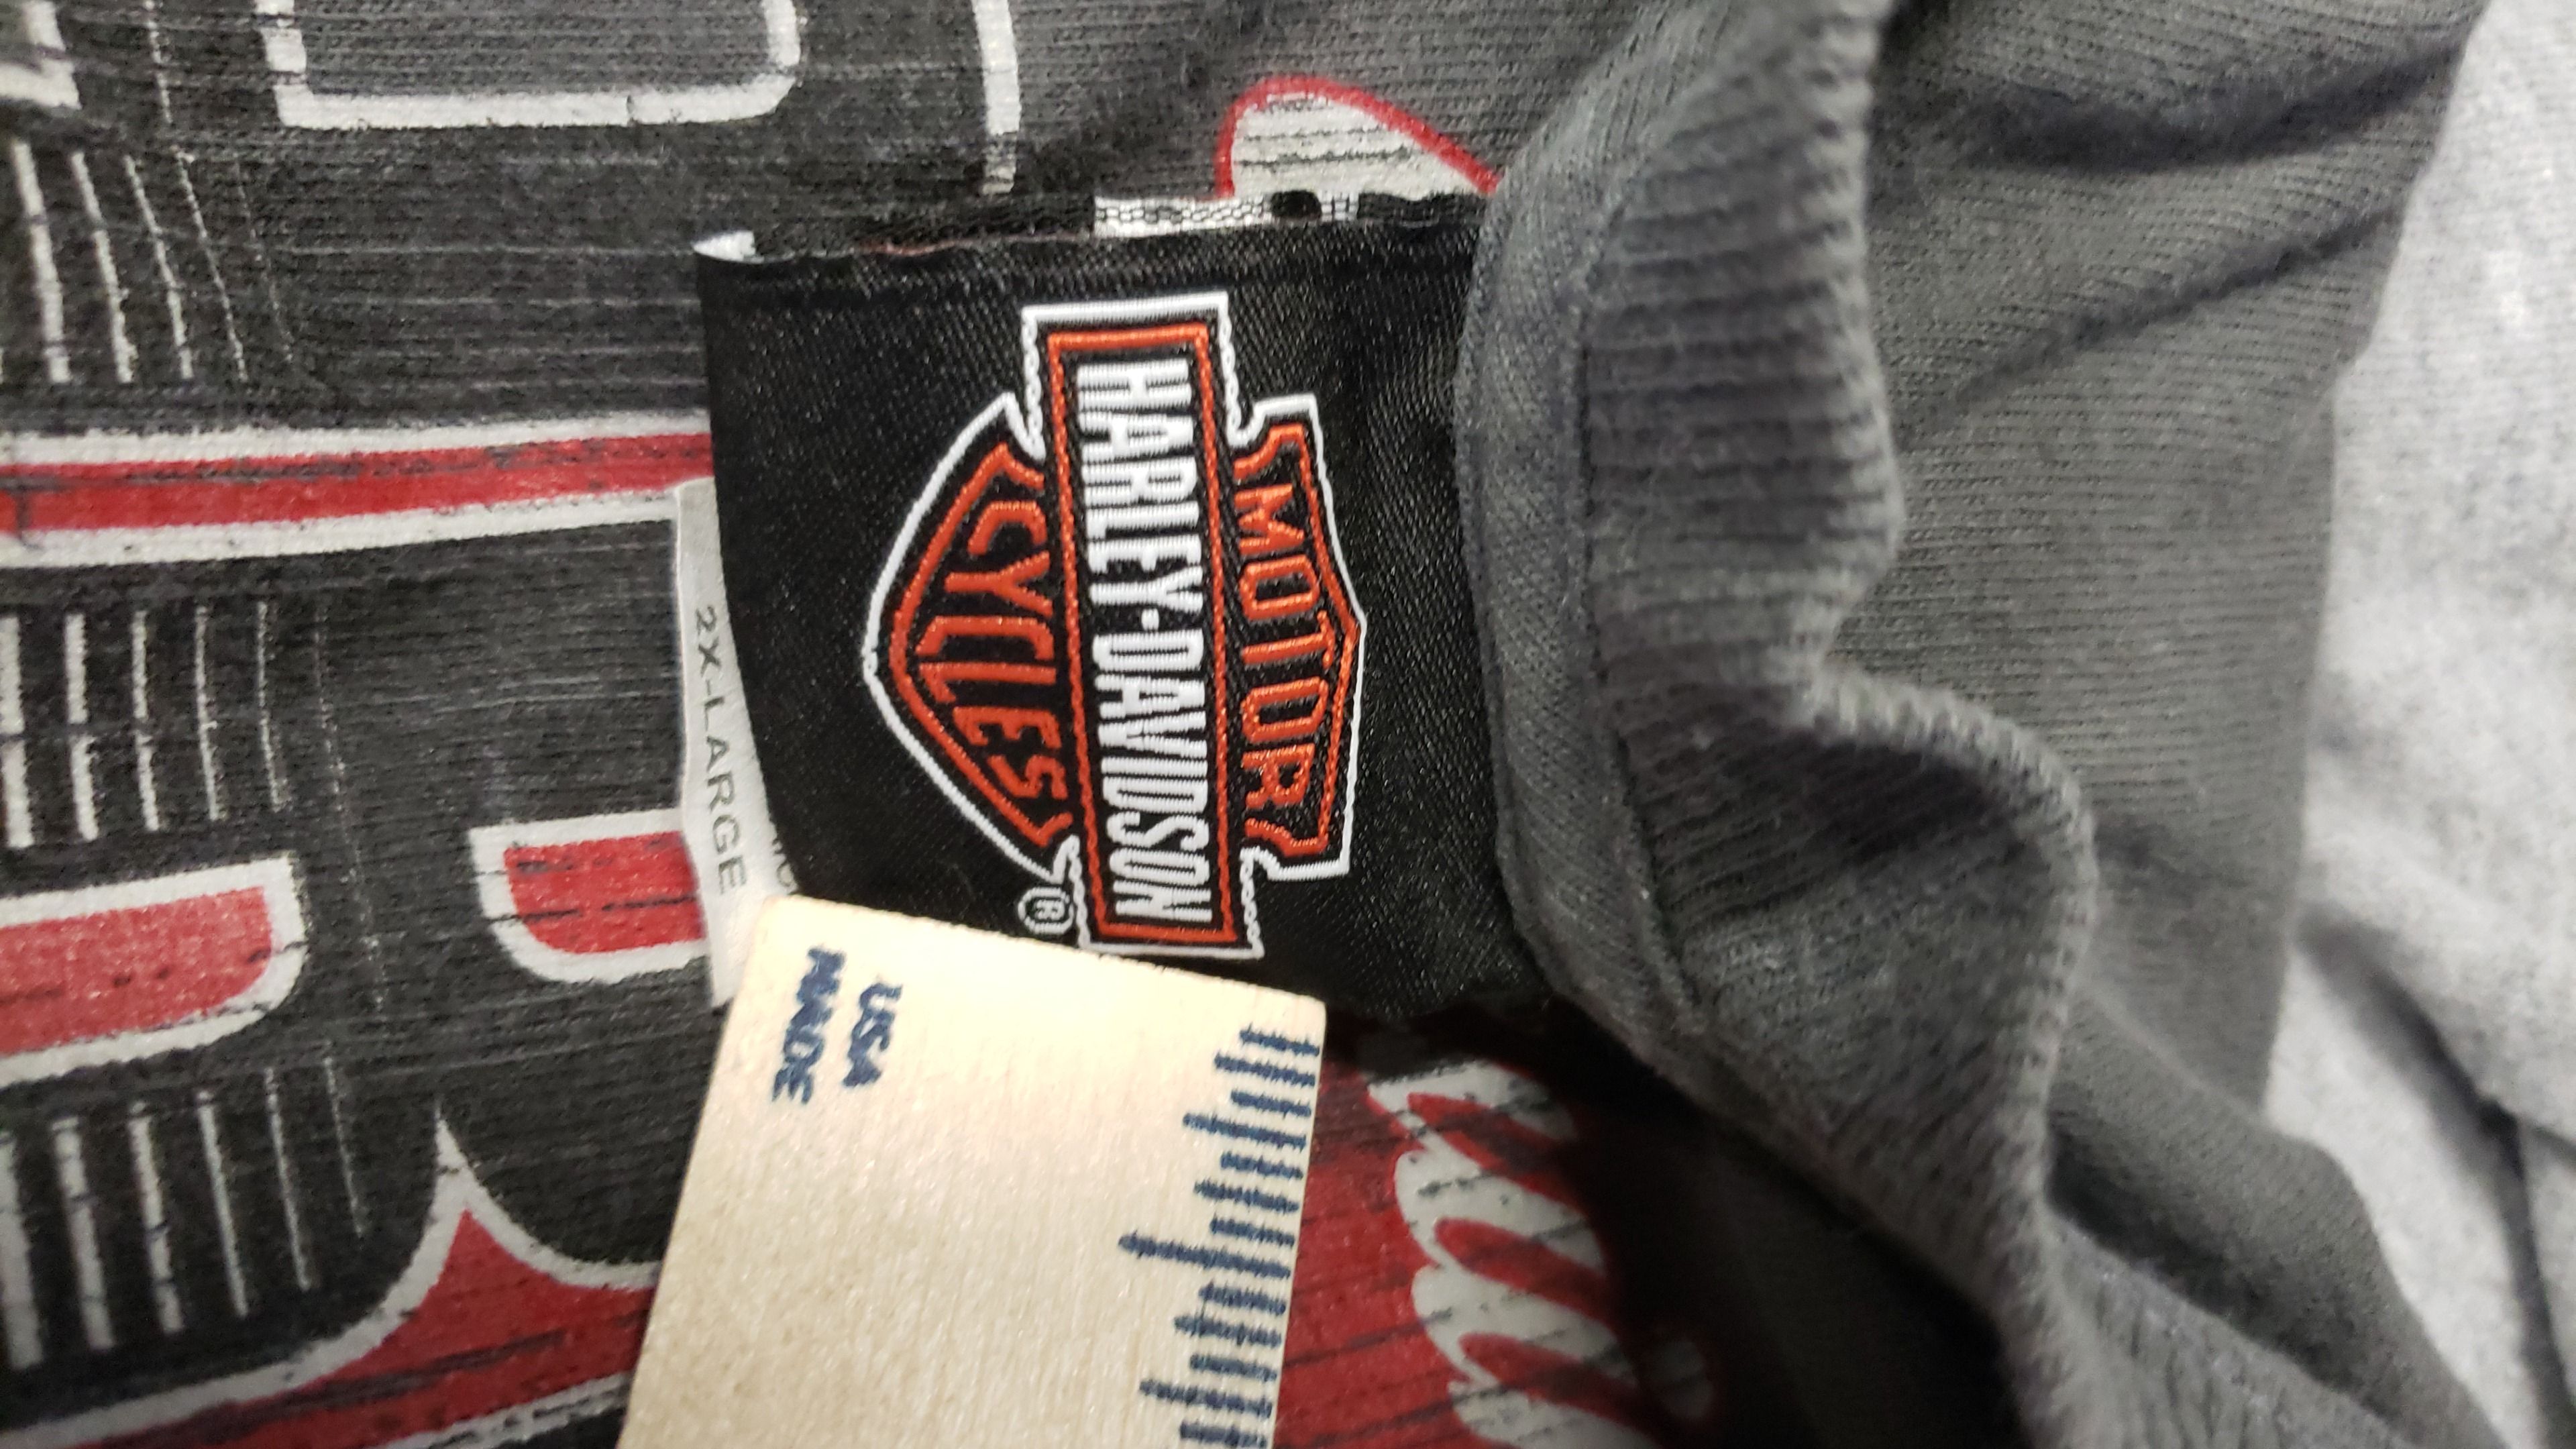 MOTOR
HARLEY-DAVIDSON
CYCLES
®
2X-LARGE
USA
MADE